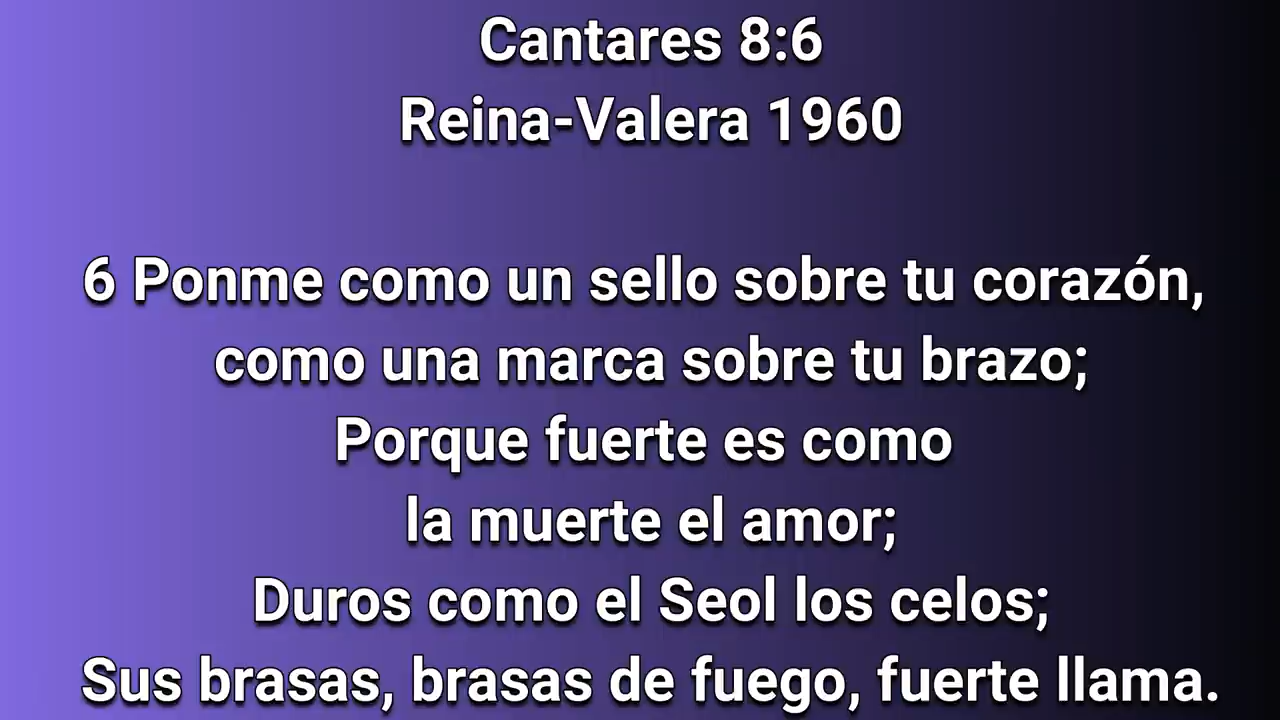 Cantares 8:6
Reina-Valera 1960
6 Ponme como un sello sobre tu corazón,
como una marca sobre tu brazo;
Porque fuerte es como
la muerte el amor;
Duros como el Seol los celos;
Sus brasas, brasas de fuego, fuerte llama.